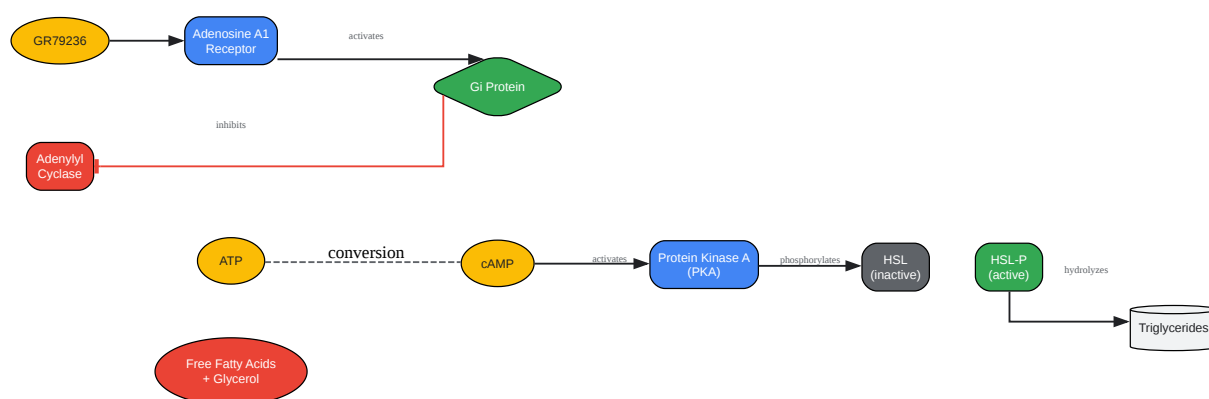 GR79236
Adenosine A1
Receptor
activates
Gi Protein
inhibits
Adenylyl
Cyclase
ATP
conversion
cAMP
activates
Protein Kinase A
(PKA)
phosphorylates
HSL
(inactive)
HSL-P
(active)
hydrolyzes
Triglycerides
Free Fatty Acids
+ Glycerol